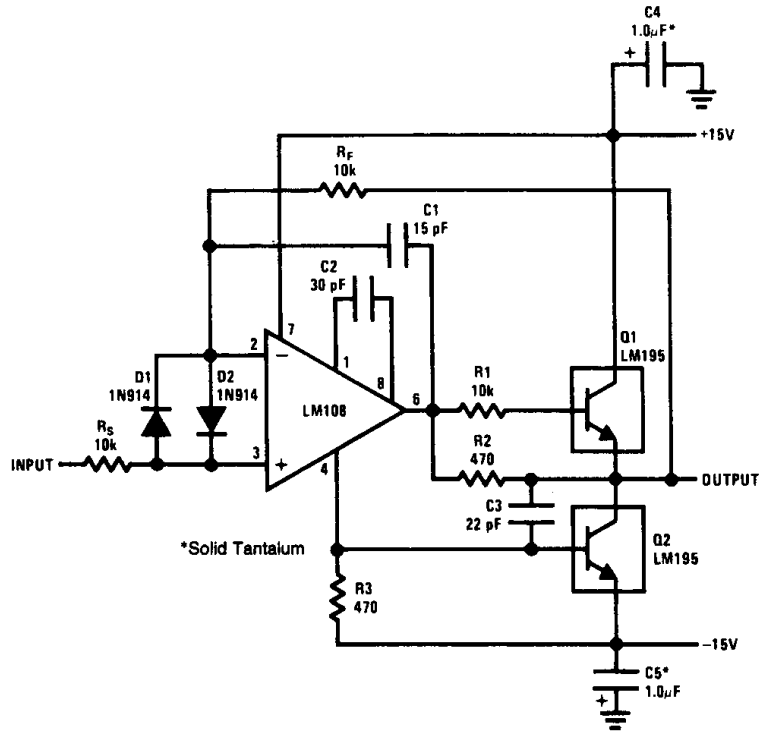 C4
1.0μF*
+
+15V
RF
10k
C1
15 pF
C2
30 pF
7
2
−
1
8
D1
1N914
D2
1N914
LM108
6
R1
10k
Q1
LM195
RS
10k
INPUT
3
+
4
R2
470
OUTPUT
C3
22 pF
Q2
LM195
*Solid Tantalum
R3
470
−15V
C5*
1.0μF
+